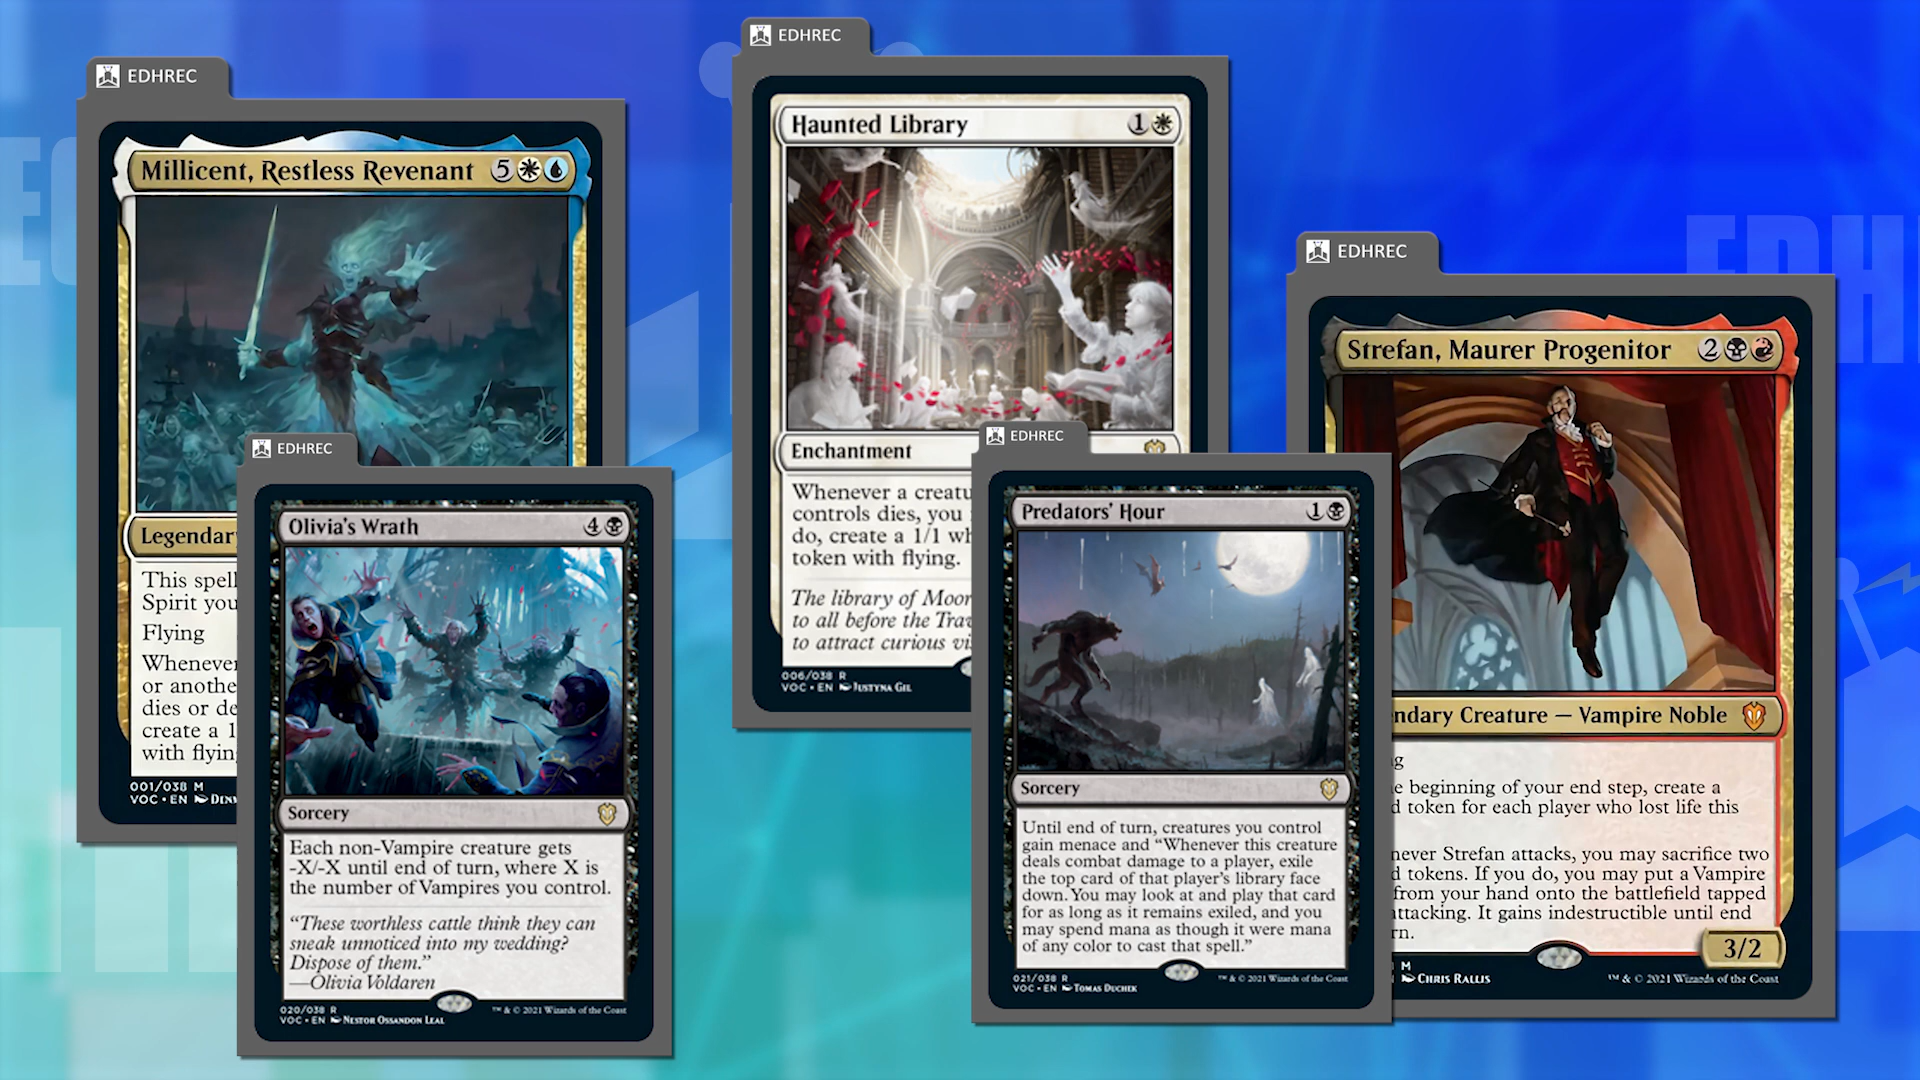 EDHREC
Millicent, Restless Revenant 5
Legendar
This spell
Spirit you
Flying
Whenever
or anothe
dies or de
create a 1
with flyin
001/038 M
VOC • EN
EDHREC
Olivia's Wrath 4
Sorcery
Each non-Vampire creature gets
-X/-X until end of turn, where X is
the number of Vampires you control.
"These worthless cattle think they can
sneak unnoticed into my wedding?
Dispose of them."
—Olivia Voldaren
020/038 R
VOC • EN Nestor Ossandon Leal
™ & © 2021 Wizards of the Coast
EDHREC
Haunted Library 1
Enchantment
Whenever a creatu
controls dies, you
do, create a 1/1 wh
token with flying.
The library of Moor
to all before the Trav
to attract curious vi
006/038 R
VOC • EN Justyna Gil
EDHREC
Predators' Hour 1
Sorcery
Until end of turn, creatures you control
gain menace and "Whenever this creature
deals combat damage to a player, exile
the top card of that player's library face
down. You may look at and play that card
for as long as it remains exiled, and you
may spend mana as though it were mana
of any color to cast that spell."
021/038 R
VOC • EN Tomas Duchek
™ & © 2021 Wizards of the Coast
EDHREC
Strefan, Maurer Progenitor 2
ndary Creature — Vampire Noble
g
e beginning of your end step, create a
d token for each player who lost life this
never Strefan attacks, you may sacrifice two
d tokens. If you do, you may put a Vampire
from your hand onto the battlefield tapped
attacking. It gains indestructible until end
rn.
3/2
M
Chris Rallis
™ & © 2021 Wizards of the Coast
EDH